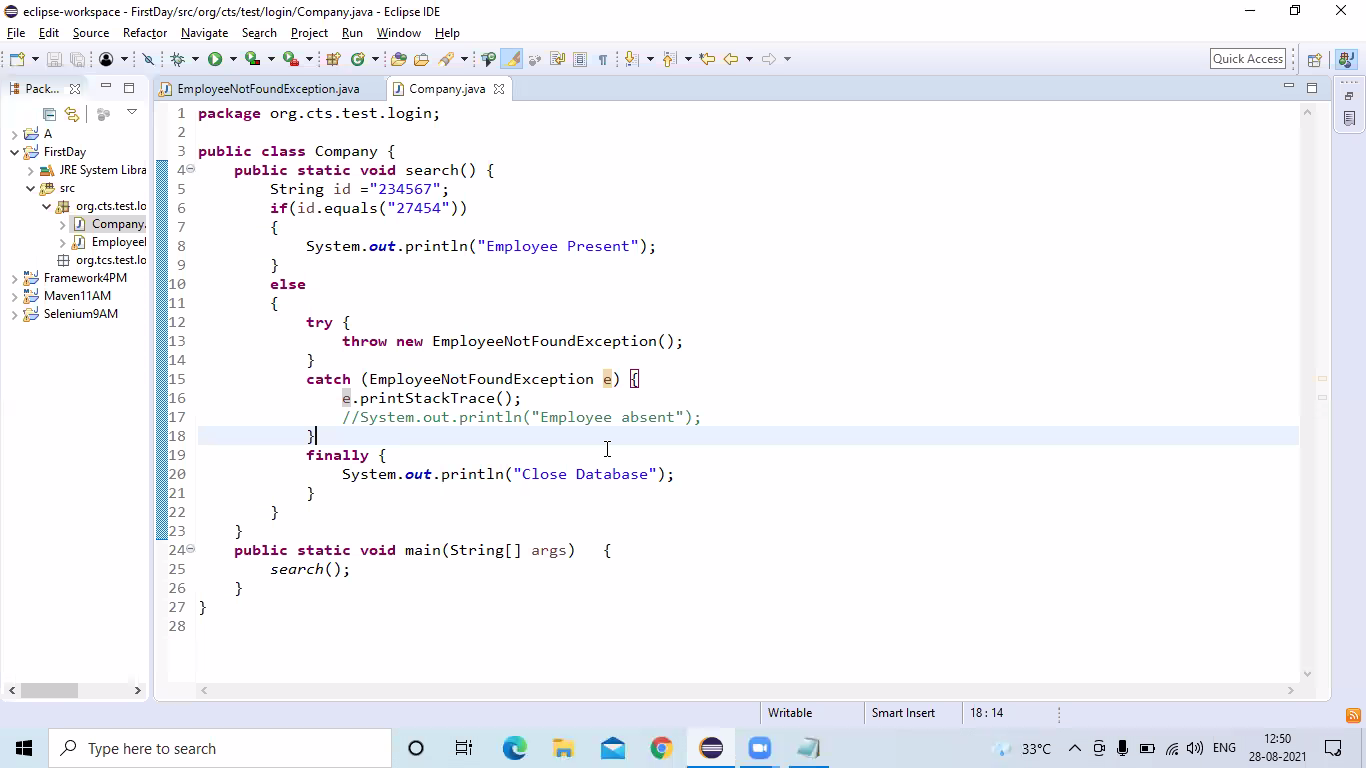 eclipse-workspace - FirstDay/src/org/cts/test/login/Company.java - Eclipse IDE
File Edit Source Refactor Navigate Search Project Run Window Help
Quick Access
Pack...
EmployeeNotFoundException.java
Company.java
A
FirstDay
JRE System Libra
src
org.cts.test.lo
Company.
Employeel
org.tcs.test.lo
Framework4PM
Maven11AM
Selenium9AM
1 package org.cts.test.login;
2
3 public class Company {
4 public static void search() {
5 String id ="234567";
6 if(id.equals("27454"))
7 {
8 System.out.println("Employee Present");
9 }
10 else
11 {
12 try {
13 throw new EmployeeNotFoundException();
14 }
15 catch (EmployeeNotFoundException e) {
16 e.printStackTrace();
17 //System.out.println("Employee absent");
18 }
19 finally {
20 System.out.println("Close Database");
21 }
22 }
23 }
24 public static void main(String[] args) {
25 search();
26 }
27 }
28
Writable Smart Insert 18 : 14
Type here to search
33°C
ENG
12:50
28-08-2021